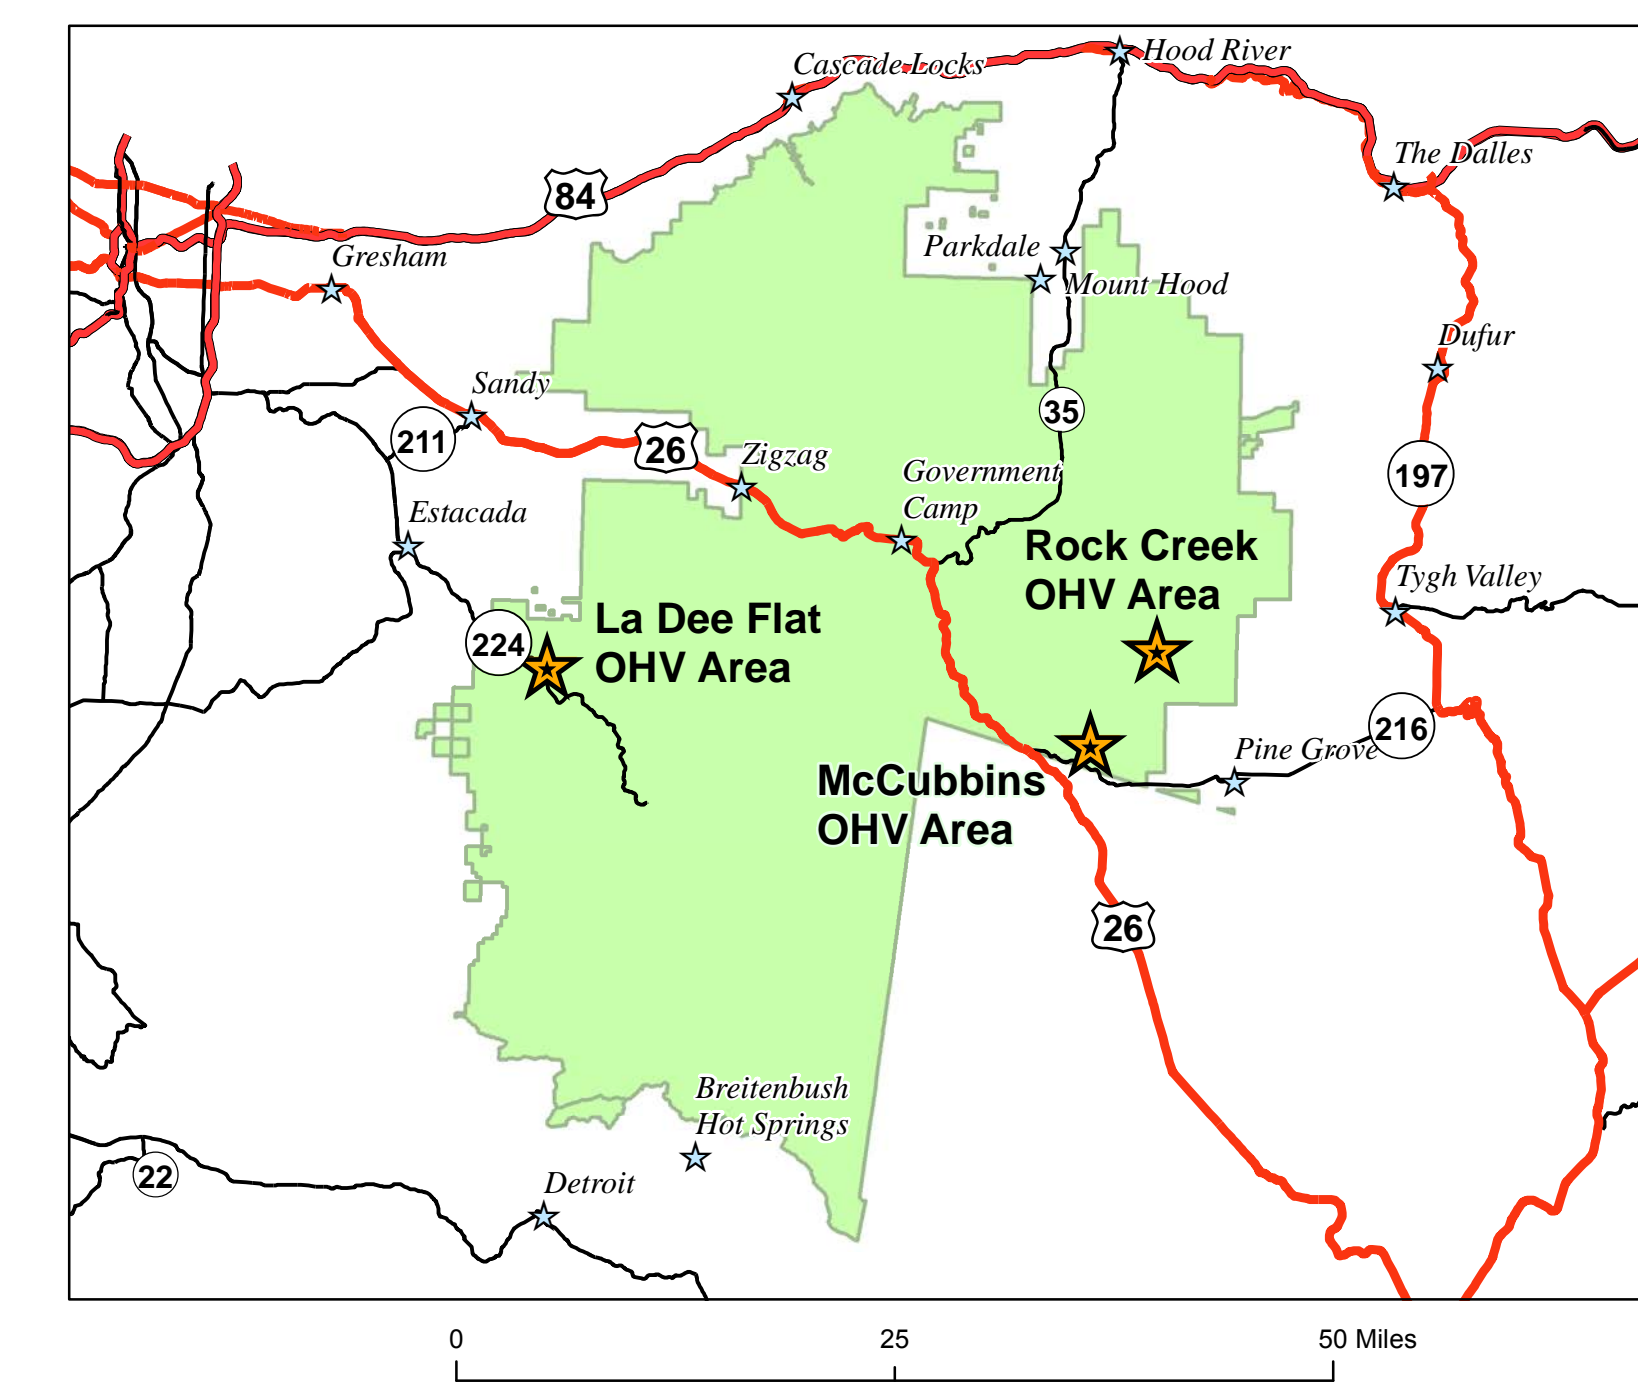 Cascade Locks
Hood River
The Dalles
84
Gresham
Parkdale
Mount Hood
Dufur
Sandy
35
211
26
Zigzag
Government
Camp
197
Estacada
Rock Creek
OHV Area
Tygh Valley
La Dee Flat
OHV Area
224
216
Pine Grove
McCubbins
OHV Area
26
Breitenbush
Hot Springs
22
Detroit
0
25
50 Miles